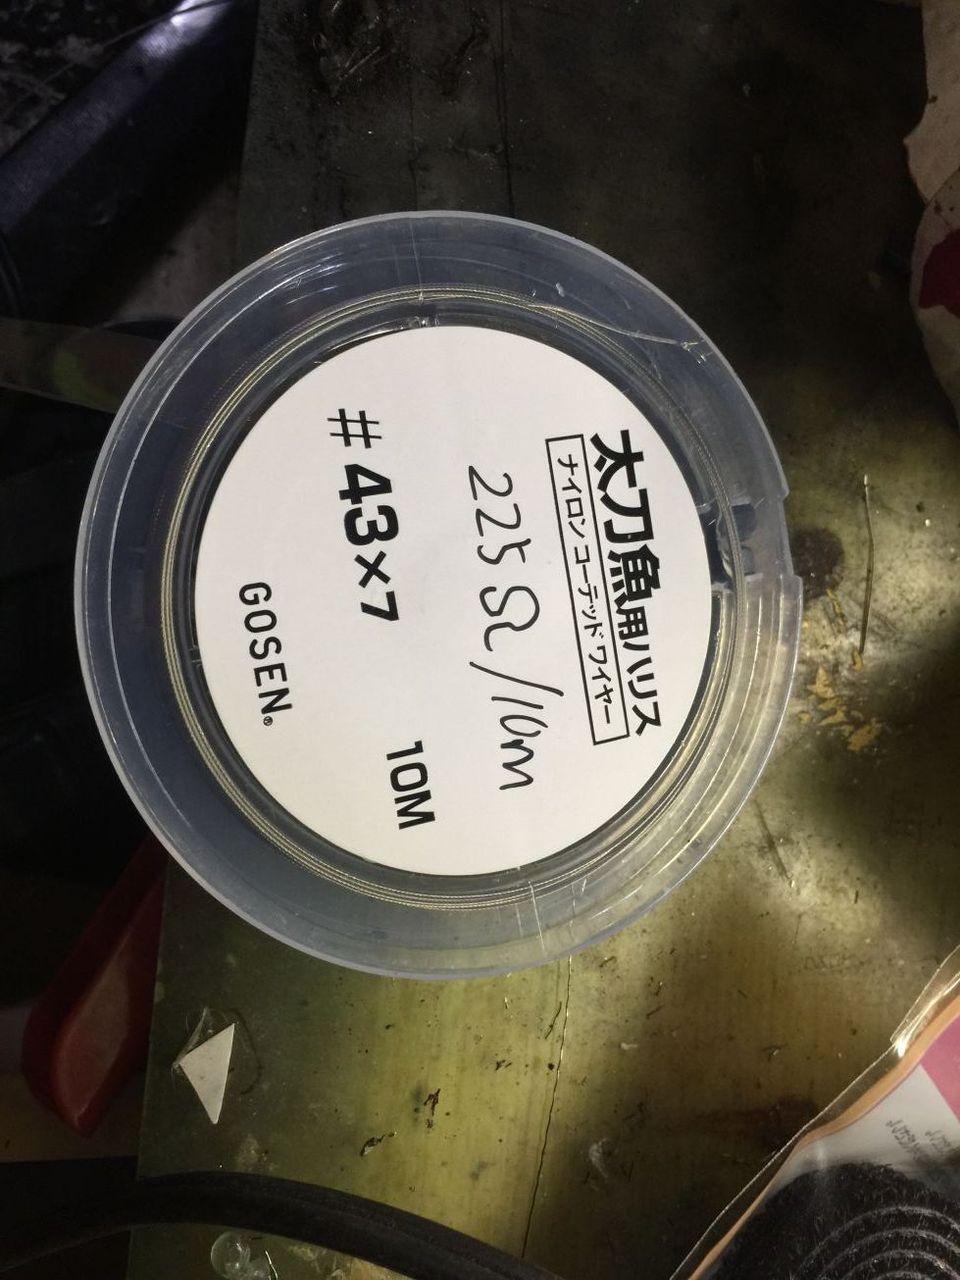 太刀魚用ハリス
ナイロン コーテッド ワイヤー
225Ω/10m
#43×7
10M
GOSEN®